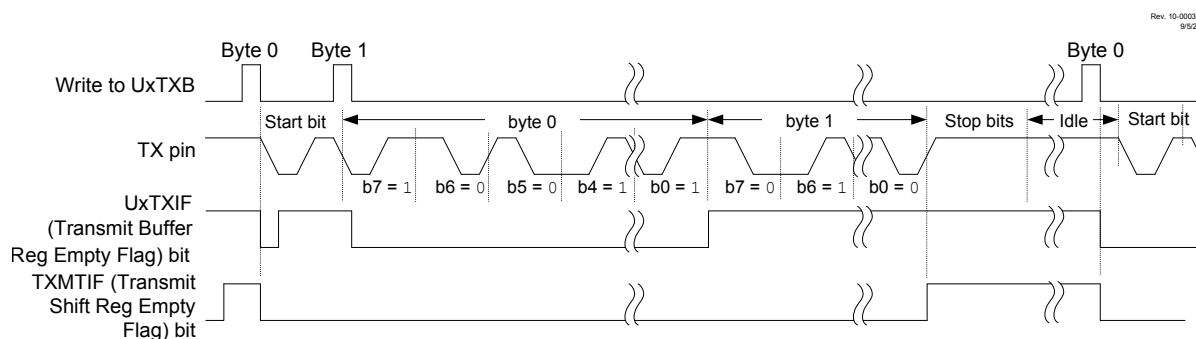 Rev. 10-0003
9/5/2
Byte 0 Byte 1 Byte 0
Write to UxTXB
Start bit byte 0 byte 1 Stop bits Idle Start bit
TX pin
b7 = 1 b6 = 0 b5 = 0 b4 = 1 b0 = 1 b7 = 0 b6 = 1 b0 = 0
UxTXIF
(Transmit Buffer
Reg Empty Flag) bit
TXMTIF (Transmit
Shift Reg Empty
Flag) bit